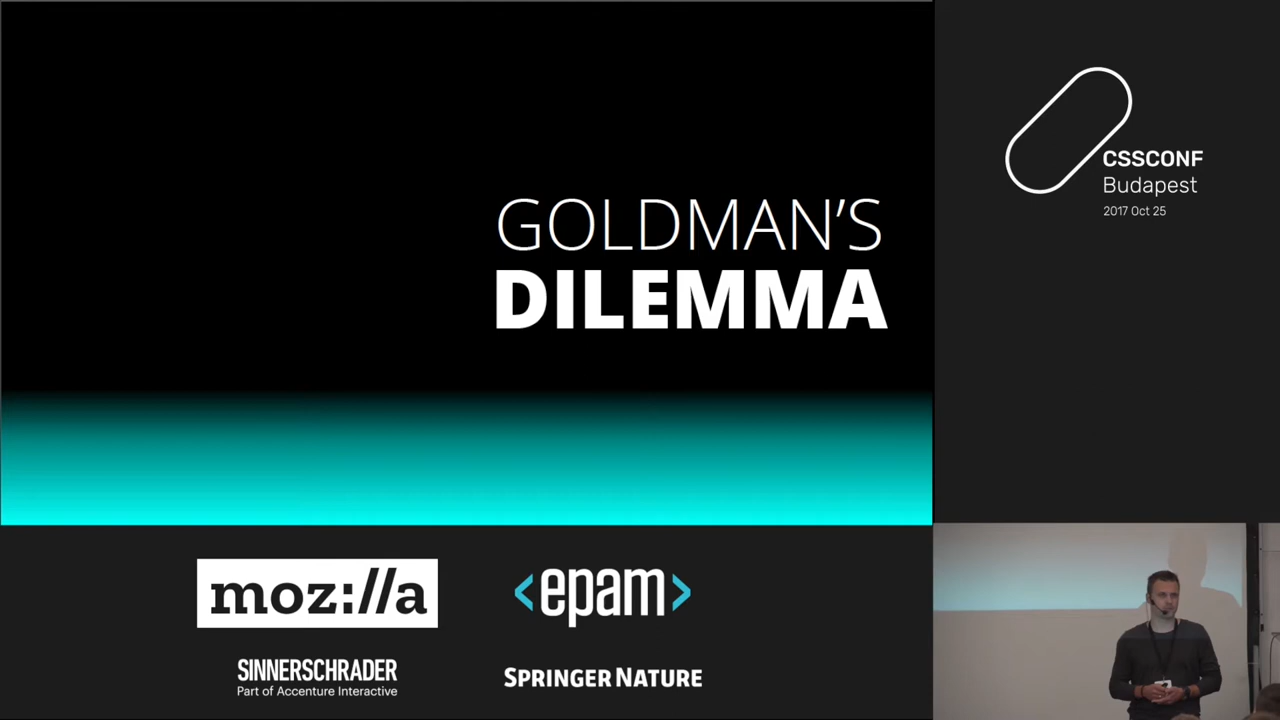 GOLDMAN'S
DILEMMA
CSSCONF
Budapest
2017 Oct 25
moz://a
<epam>
SINNERSCHRADER
Part of Accenture Interactive
SPRINGER NATURE